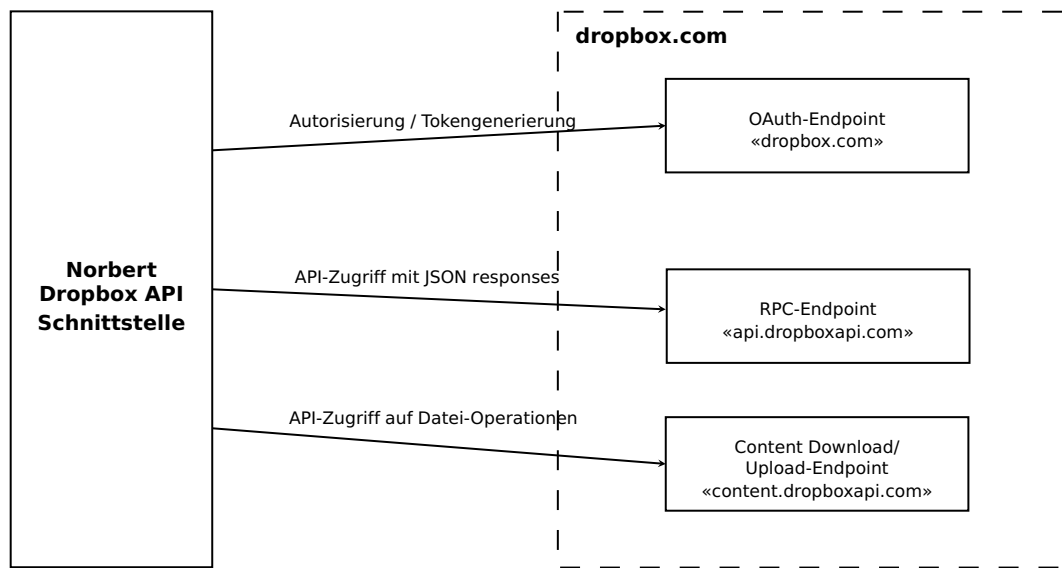 dropbox.com
Autorisierung / Tokengenerierung
OAuth-Endpoint
«dropbox.com»
Norbert
Dropbox API
Schnittstelle
API-Zugriff mit JSON responses
RPC-Endpoint
«api.dropboxapi.com»
API-Zugriff auf Datei-Operationen
Content Download/
Upload-Endpoint
«content.dropboxapi.com»